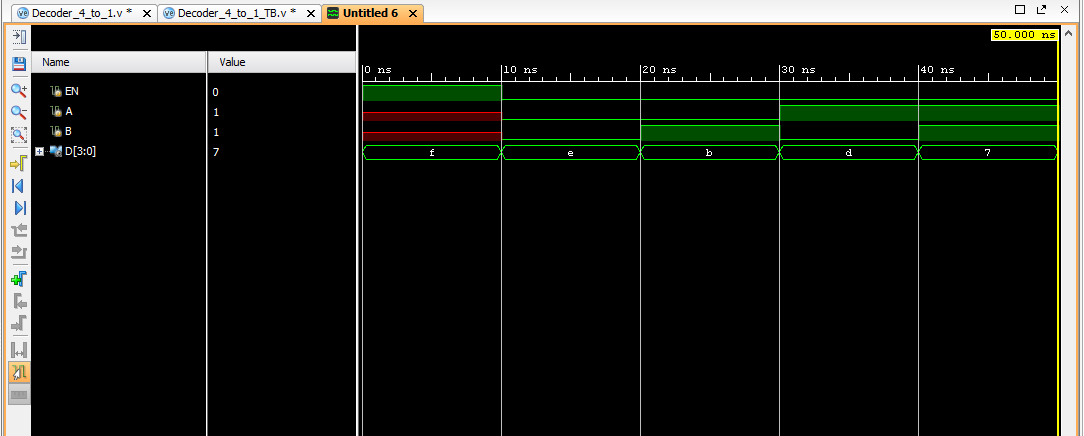 Decoder_4_to_1.v * Decoder_4_to_1_TB.v * Untitled 6
50.000 ns
Name Value
0 ns 10 ns 20 ns 30 ns 40 ns
EN 0
A 1
B 1
D[3:0] 7 f e b d 7